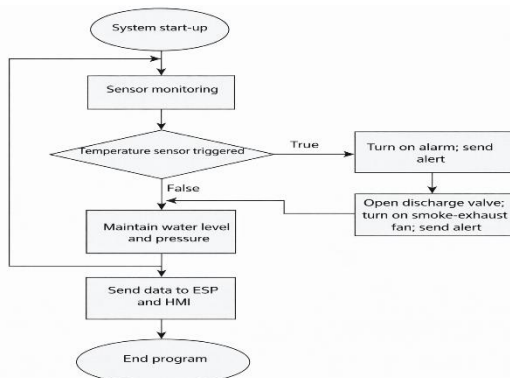 System start-up
Sensor monitoring
Temperature sensor triggered
True
Turn on alarm; send
alert
False
Open discharge valve;
turn on smoke-exhaust
fan; send alert
Maintain water level
and pressure
Send data to ESP
and HMI
End program